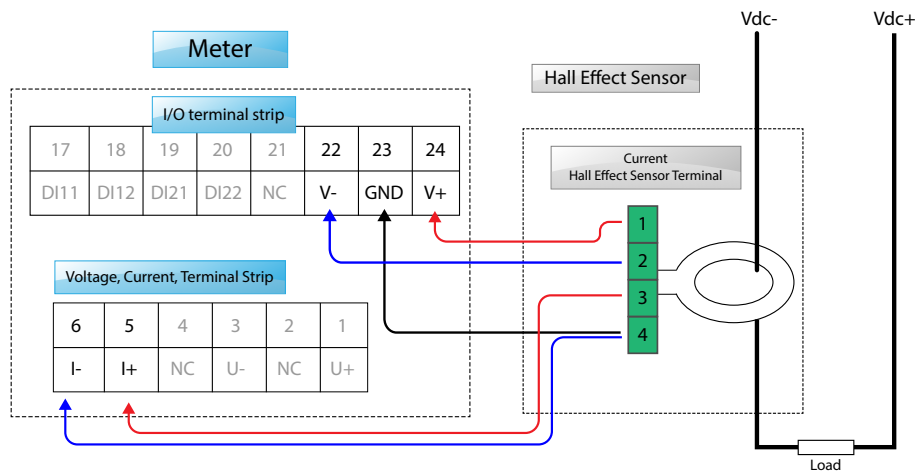 Vdc- Vdc+
Meter
Hall Effect Sensor
I/O terminal strip
17 18 19 20 21 22 23 24
DI11 DI12 DI21 DI22 NC V- GND V+
Current
Hall Effect Sensor Terminal
1
2
3
4
Voltage, Current, Terminal Strip
6 5 4 3 2 1
I- I+ NC U- NC U+
Load